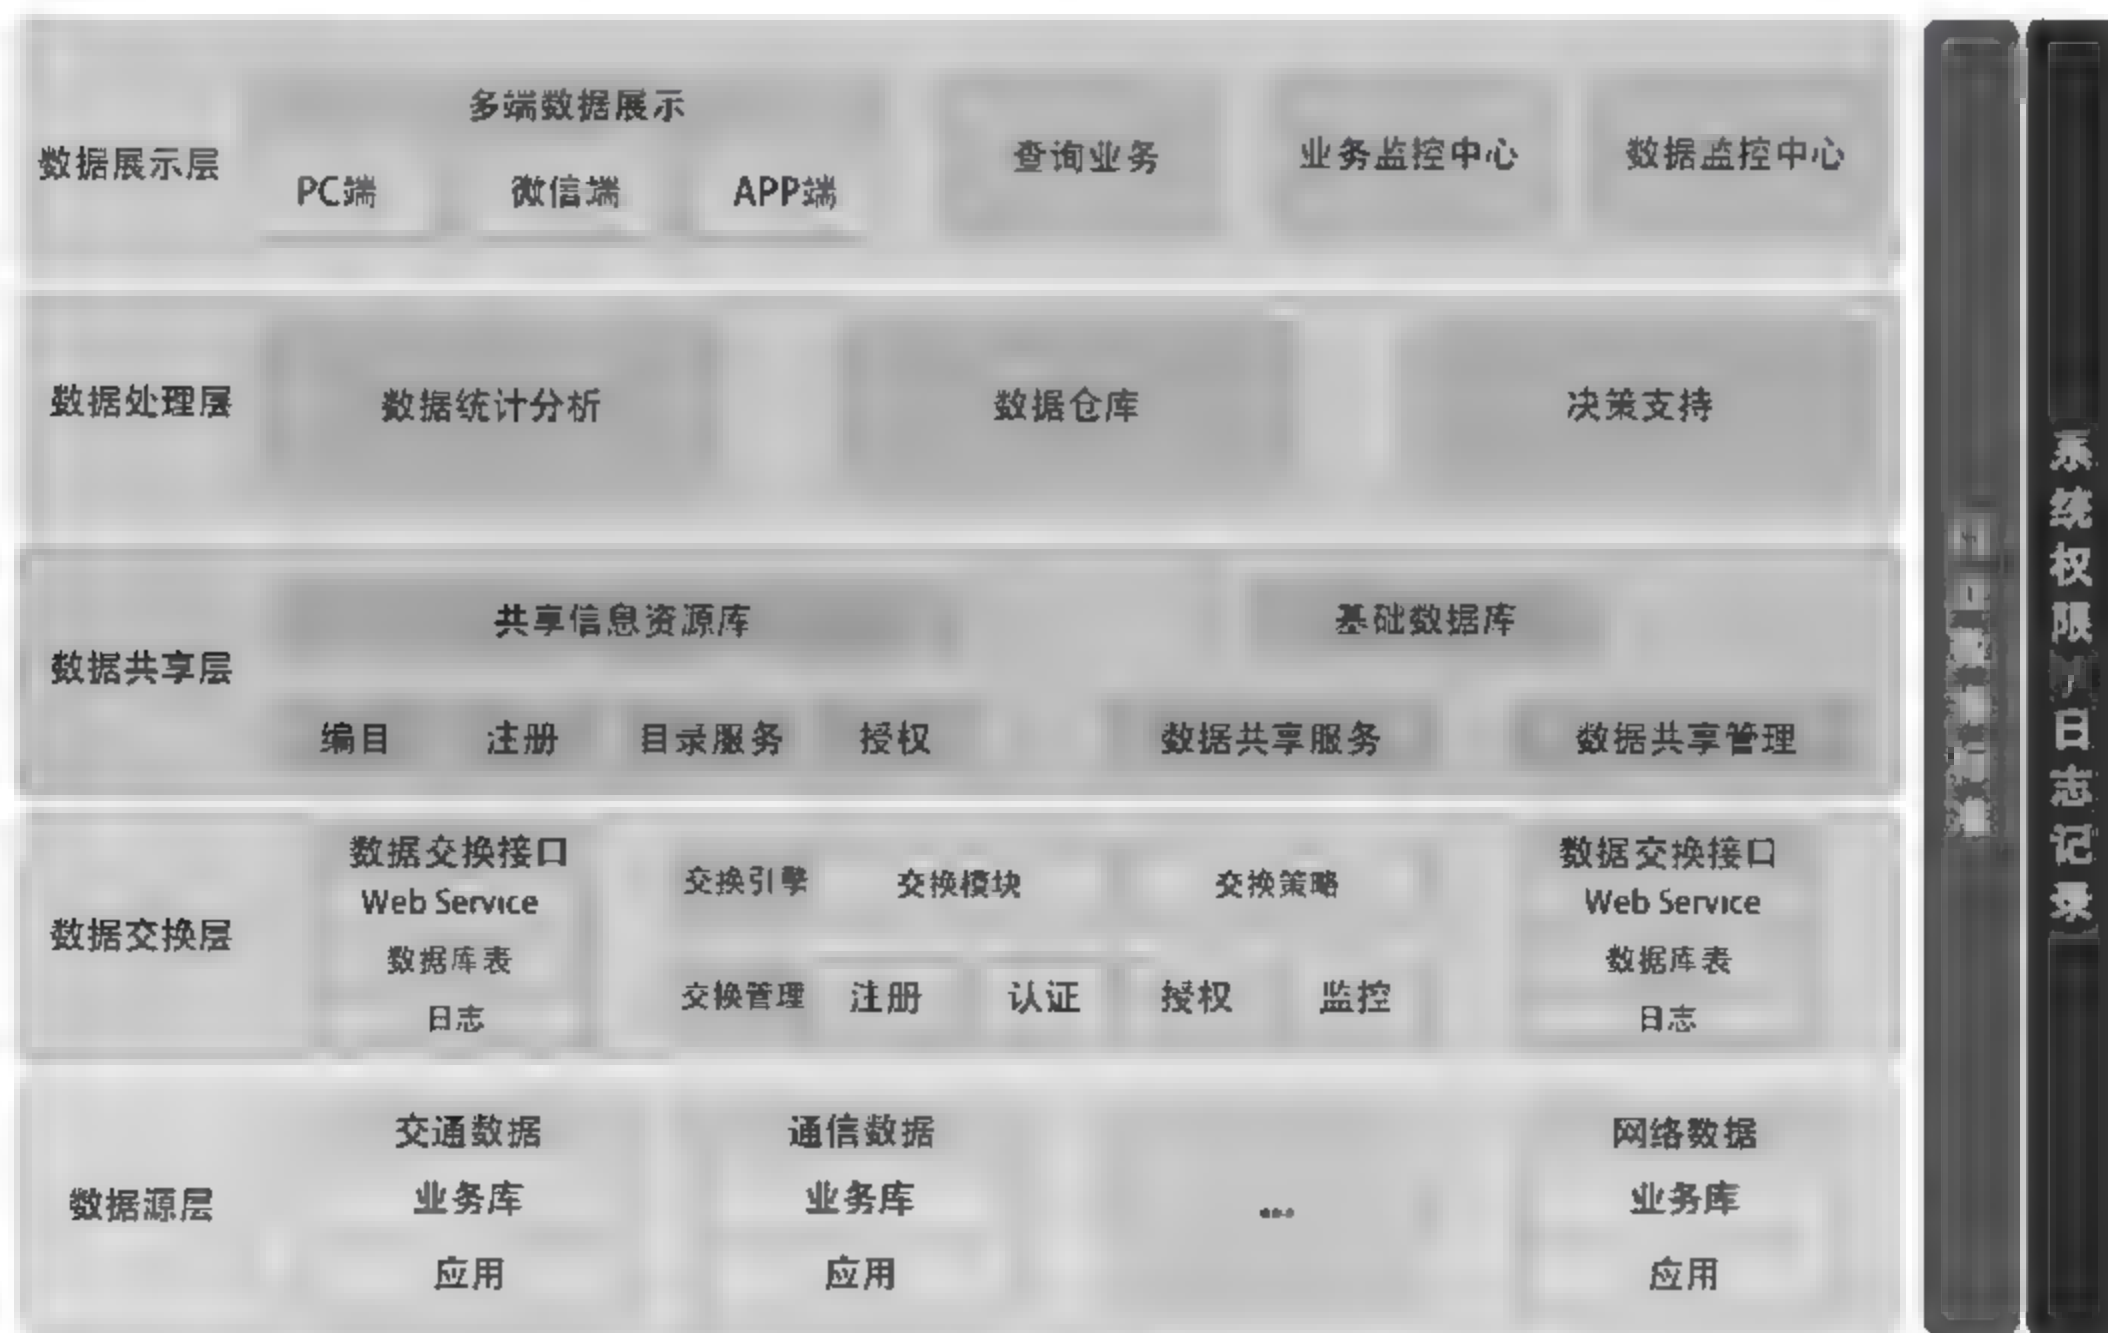 数据展示层
多端数据展示
PC端
微信端
APP端
查询业务
业务监控中心
数据监控中心
数据处理层
数据统计分析
数据仓库
决策支持
数据共享层
共享信息资源库
基础数据库
编目
注册
目录服务
授权
数据共享服务
数据共享管理
数据交换层
数据交换接口
Web Service
数据库表
日志
交换引擎
交换模块
交换策略
交换管理
注册
认证
授权
监控
数据交换接口
Web Service
数据库表
日志
数据源层
交通数据
业务库
应用
通信数据
业务库
应用
...
网络数据
业务库
应用
系统权限
日志记录